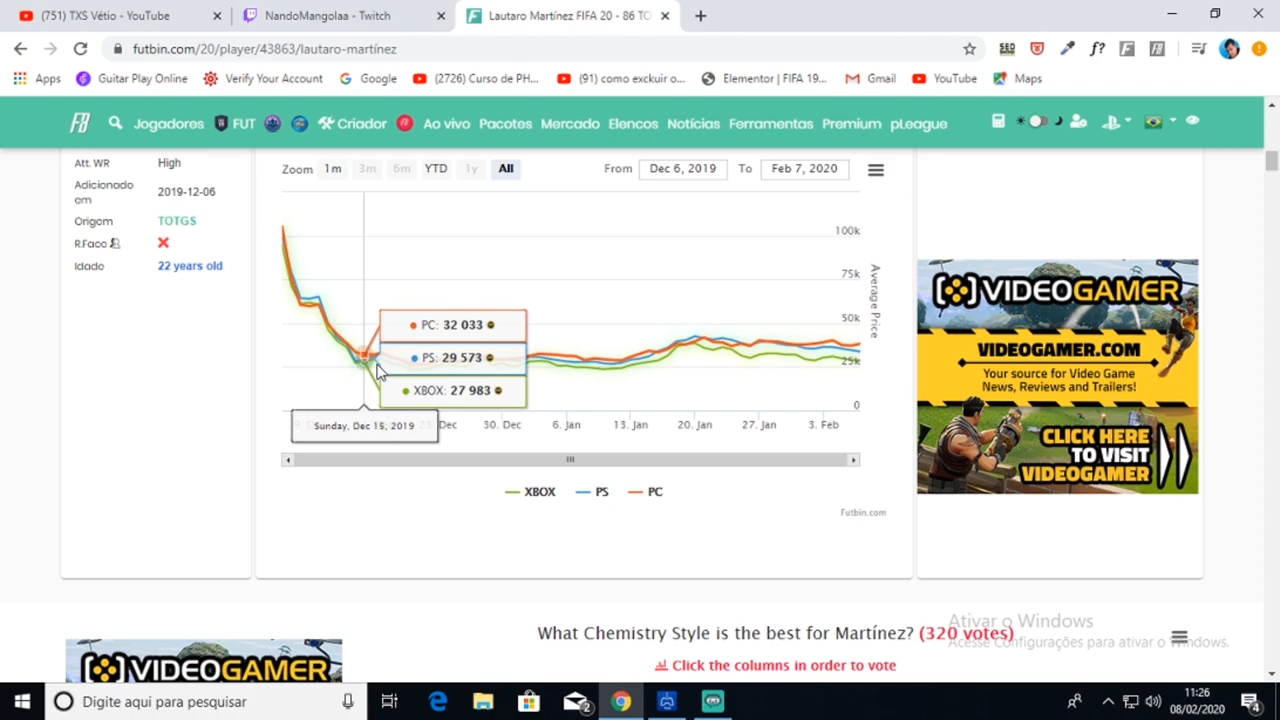 (751) TXS Vétio - YouTube
NandoMangolaa - Twitch
Lautaro Martínez FIFA 20 - 86 TO
futbin.com/20/player/43863/lautaro-martínez
SEO
f?
Apps
Guitar Play Online
Verify Your Account
Google
(2726) Curso de PH...
(91) como exckuir o...
Elementor | FIFA 19...
Gmail
YouTube
Maps
Jogadores
FUT
Criador
Ao vivo
Pacotes
Mercado
Elencos
Notícias
Ferramentas
Premium
pLeague
Att. WR
High
Adicionado em
2019-12-06
Origem
TOTGS
R.Face
Idado
22 years old
Zoom
1m
3m
6m
YTD
1y
All
From
Dec 6, 2019
To
Feb 7, 2020
100k
75k
50k
25k
0
Average Price
PC: 32 033
PS: 29 573
XBOX: 27 983
Sunday, Dec 15, 2019
Dec
30. Dec
6. Jan
13. Jan
20. Jan
27. Jan
3. Feb
XBOX
PS
PC
Futbin.com
VIDEOGAMER
VIDEOGAMER.COM
Your source for Video Game
News, Reviews and Trailers!
CLICK HERE
TO VISIT
VIDEOGAMER
What Chemistry Style is the best for Martínez? (320 votes)
Click the columns in order to vote
VIDEOGAMER
Ativar o Windows
Acesse Configurações para ativar o Windows.
Digite aqui para pesquisar
2
11:26
08/02/2020
4